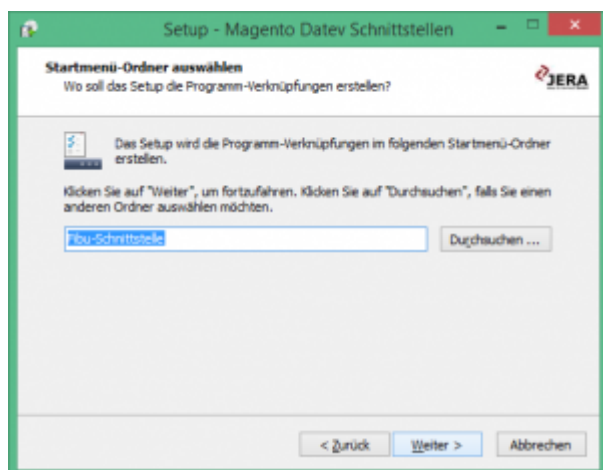 Setup - Magento Datev Schnittstellen
Startmenü-Ordner auswählen
Wo soll das Setup die Programm-Verknüpfungen erstellen?
JERA
Das Setup wird die Programm-Verknüpfungen im folgenden Startmenü-Ordner
erstellen.
Klicken Sie auf "Weiter", um fortzufahren. Klicken Sie auf "Durchsuchen", falls Sie einen
anderen Ordner auswählen möchten.
Fibu-Schnittstelle
Durchsuchen ...
< Zurück
Weiter >
Abbrechen